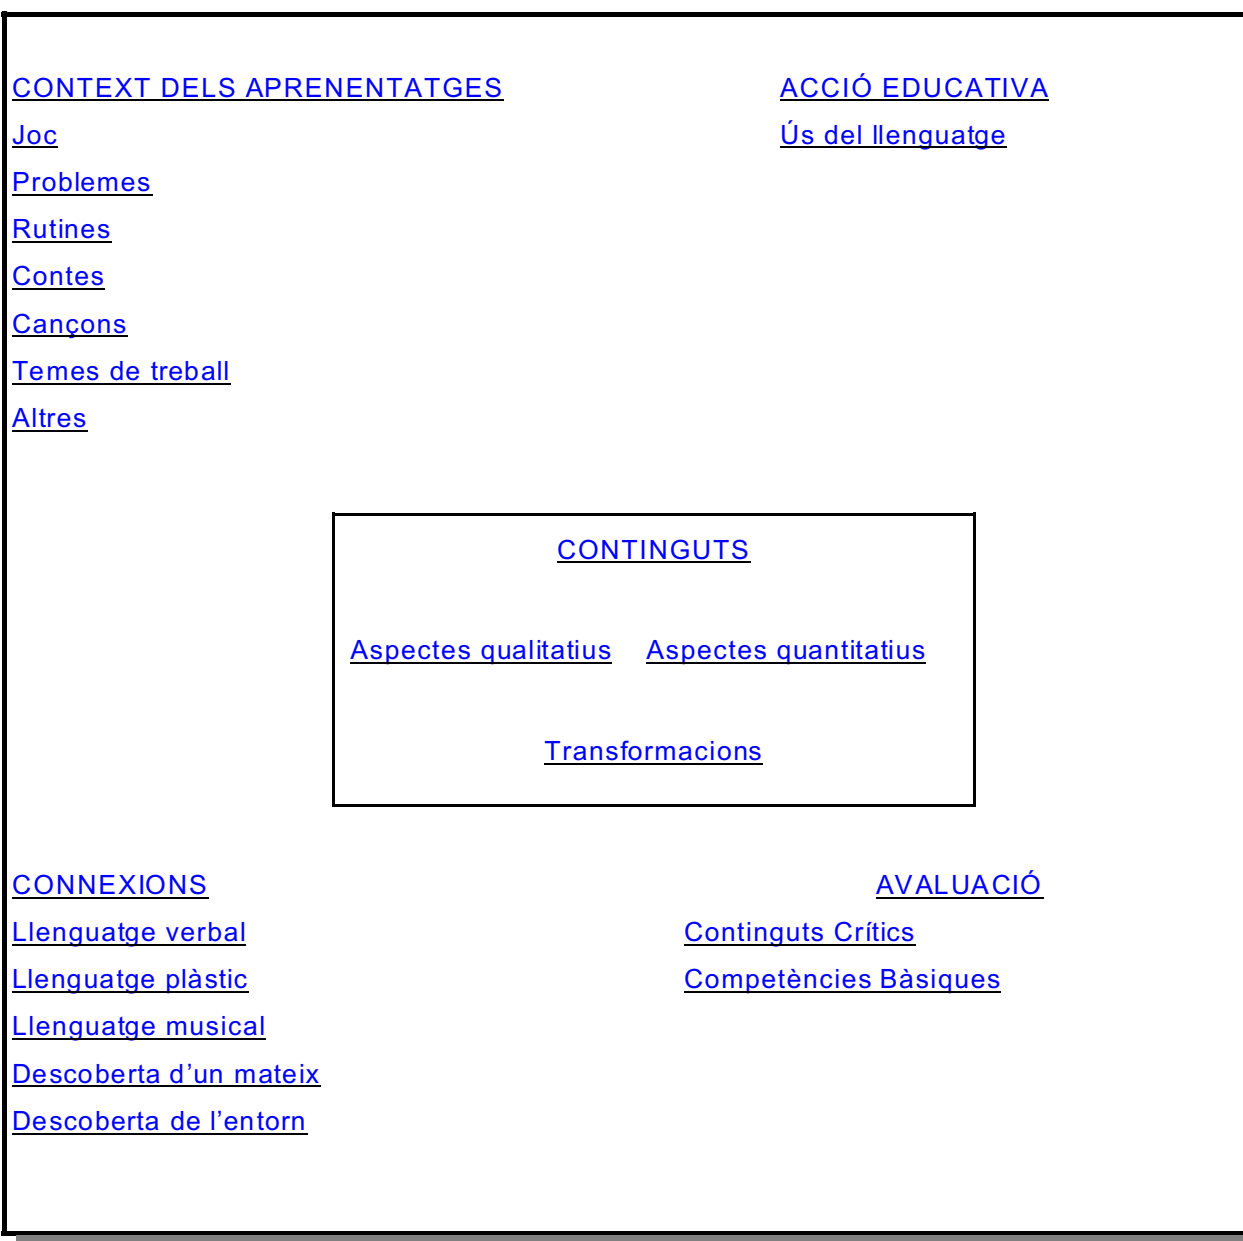 CONTEXT DELS APRENENTATGES
ACCIÓ EDUCATIVA
Joc
Ús del llenguatge
Problemes
Rutines
Contes
Cançons
Temes de treball
Altres
CONTINGUTS
Aspectes qualitatius Aspectes quantitatius
Transformacions
CONNEXIONS
AVALUACIÓ
Llenguatge verbal
Continguts Crítics
Llenguatge plàstic
Competències Bàsiques
Llenguatge musical
Descoberta d’un mateix
Descoberta de l’entorn